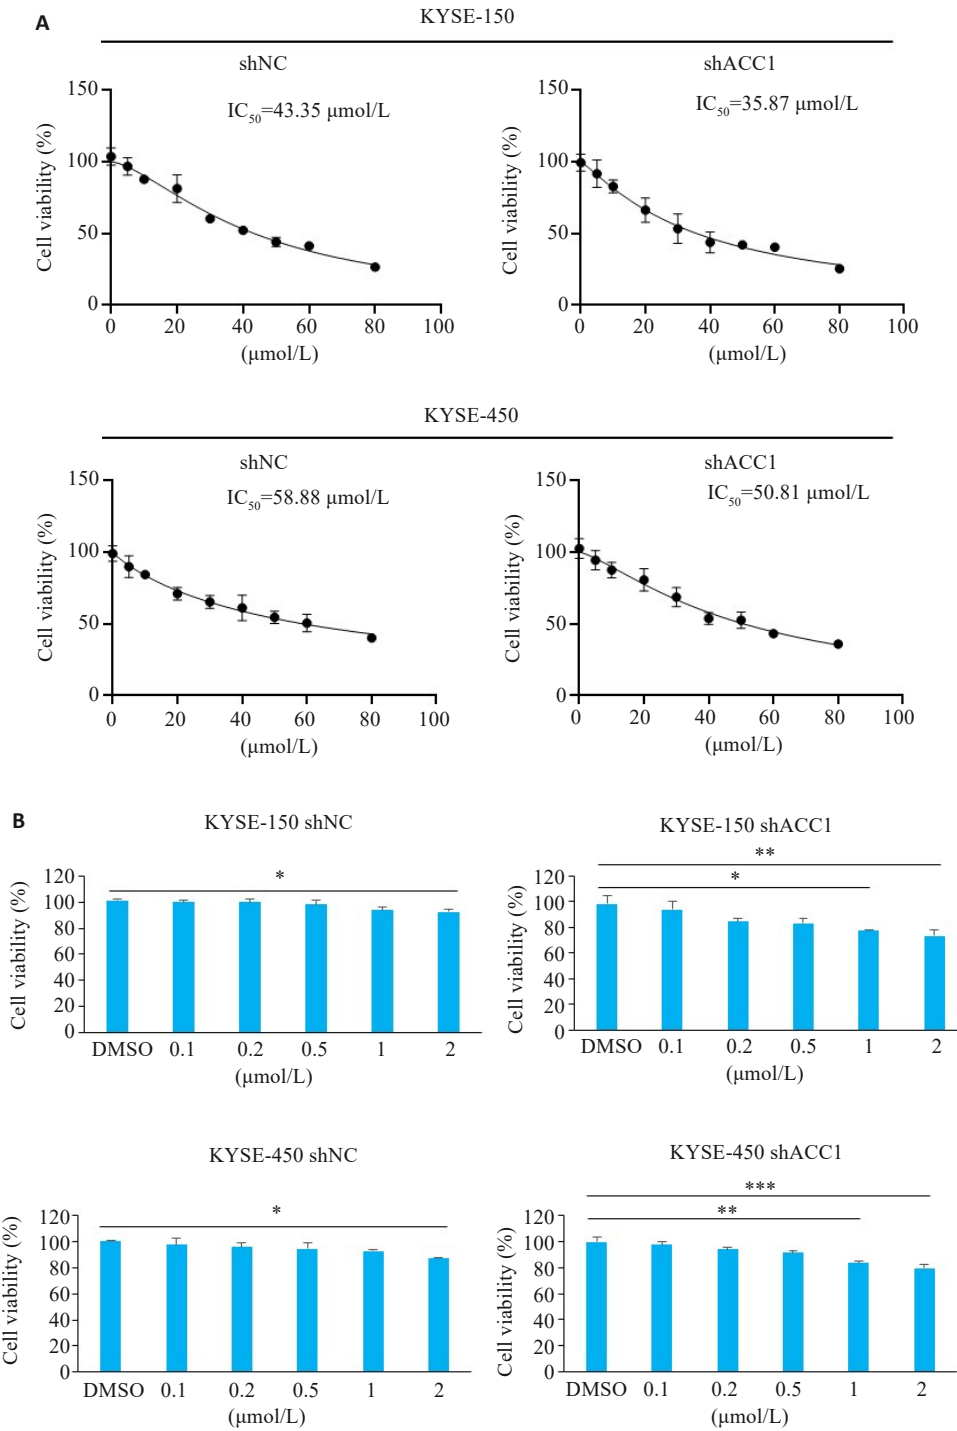 A
KYSE-150
shNC
shACC1
IC50=43.35 μmol/L
IC50=35.87 μmol/L
Cell viability (%)
150
100
50
0
0 20 40 60 80 100
(μmol/L)
Cell viability (%)
150
100
50
0
0 20 40 60 80 100
(μmol/L)
KYSE-450
shNC
shACC1
IC50=58.88 μmol/L
IC50=50.81 μmol/L
Cell viability (%)
150
100
50
0
0 20 40 60 80 100
(μmol/L)
Cell viability (%)
150
100
50
0
0 20 40 60 80 100
(μmol/L)
B
KYSE-150 shNC
*
Cell viability (%)
120
100
80
60
40
20
0
DMSO 0.1 0.2 0.5 1 2
(μmol/L)
KYSE-150 shACC1
**
*
Cell viability (%)
120
100
80
60
40
20
0
DMSO 0.1 0.2 0.5 1 2
(μmol/L)
KYSE-450 shNC
*
Cell viability (%)
120
100
80
60
40
20
0
DMSO 0.1 0.2 0.5 1 2
(μmol/L)
KYSE-450 shACC1
***
**
Cell viability (%)
120
100
80
60
40
20
0
DMSO 0.1 0.2 0.5 1 2
(μmol/L)